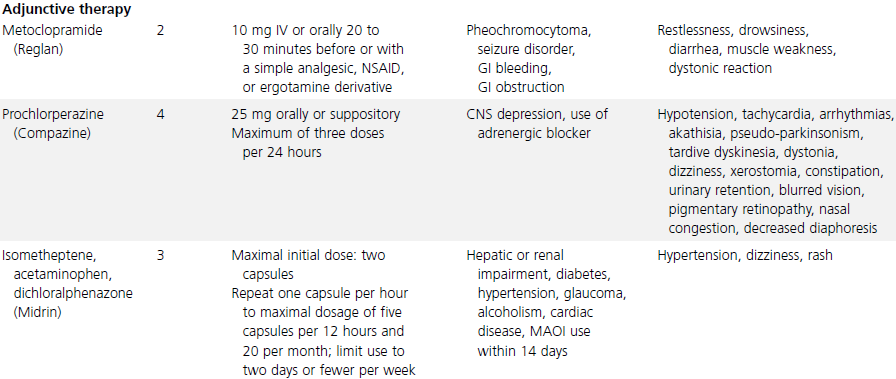 Adjunctive therapy
Metoclopramide
(Reglan)
2
10 mg IV or orally 20 to
30 minutes before or with
a simple analgesic, NSAID,
or ergotamine derivative
Pheochromocytoma,
seizure disorder,
GI bleeding,
GI obstruction
Restlessness, drowsiness,
diarrhea, muscle weakness,
dystonic reaction
Prochlorperazine
(Compazine)
4
25 mg orally or suppository
Maximum of three doses
per 24 hours
CNS depression, use of
adrenergic blocker
Hypotension, tachycardia, arrhythmias,
akathisia, pseudo-parkinsonism,
tardive dyskinesia, dystonia,
dizziness, xerostomia, constipation,
urinary retention, blurred vision,
pigmentary retinopathy, nasal
congestion, decreased diaphoresis
Isometheptene,
acetaminophen,
dichloralphenazone
(Midrin)
3
Maximal initial dose: two
capsules
Repeat one capsule per hour
to maximal dosage of five
capsules per 12 hours and
20 per month; limit use to
two days or fewer per week
Hepatic or renal
impairment, diabetes,
hypertension, glaucoma,
alcoholism, cardiac
disease, MAOI use
within 14 days
Hypertension, dizziness, rash